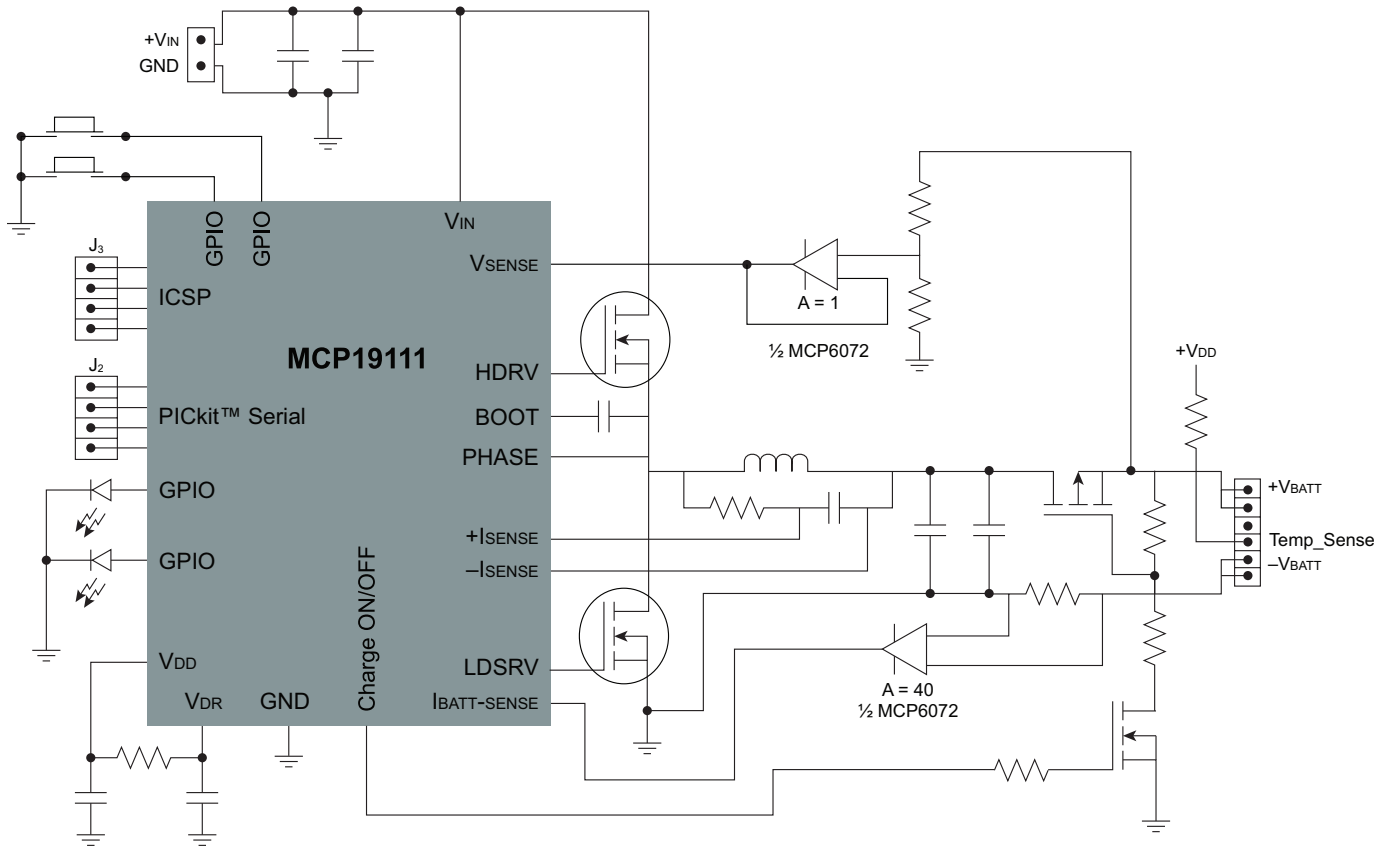 +VIN
GND
GPIO
GPIO
VIN
J3
ICSP
VSENSE
A = 1
½ MCP6072
MCP19111
+VDD
J2
PICkit™ Serial
HDRV
BOOT
PHASE
GPIO
+ISENSE
–ISENSE
GPIO
+VBATT
Temp_Sense
–VBATT
Charge ON/OFF
VDD
LDSRV
VDR
GND
IBATT-SENSE
A = 40
½ MCP6072